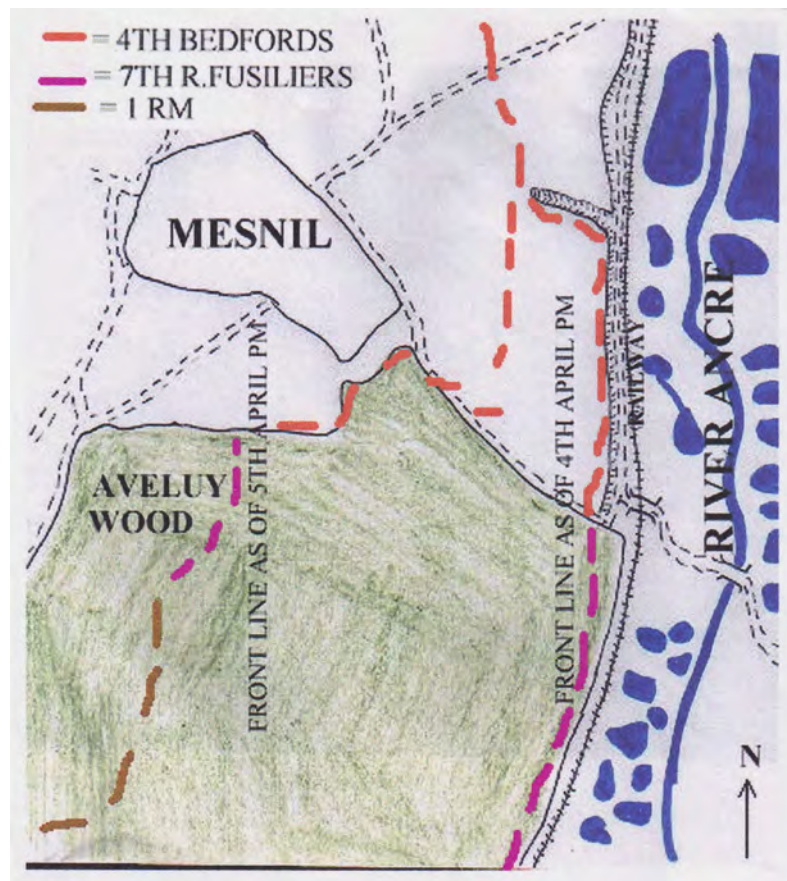 = 4TH BEDFORDS
= 7TH R.FUSILIERS
= 1 RM
MESNIL
AVELUY
WOOD
FRONT LINE AS OF 5TH APRIL PM
FRONT LINE AS OF 4TH APRIL PM
RAILWAY
RIVER ANCRE
N